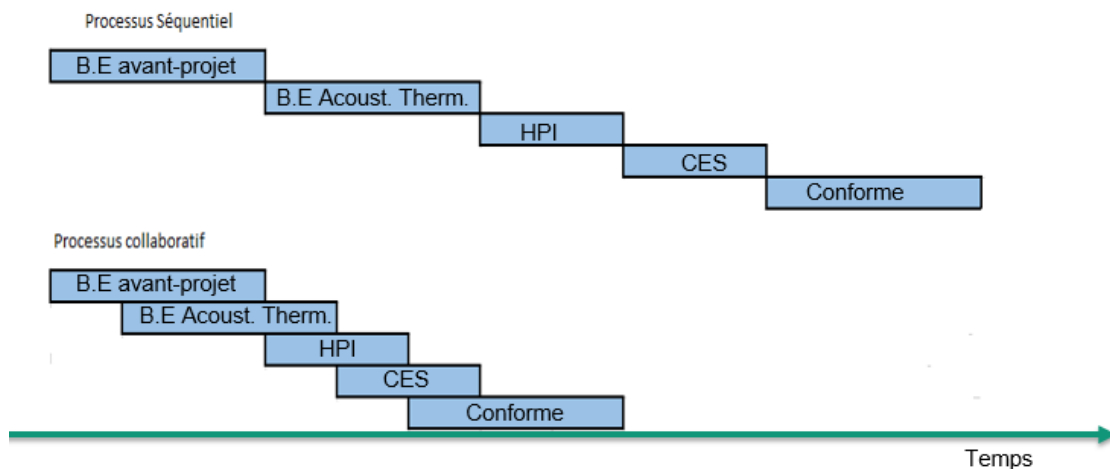 Processus Séquentiel
B.E avant-projet
B.E Acoust. Therm.
HPI
CES
Conforme
Processus collaboratif
B.E avant-projet
B.E Acoust. Therm.
HPI
CES
Conforme
Temps